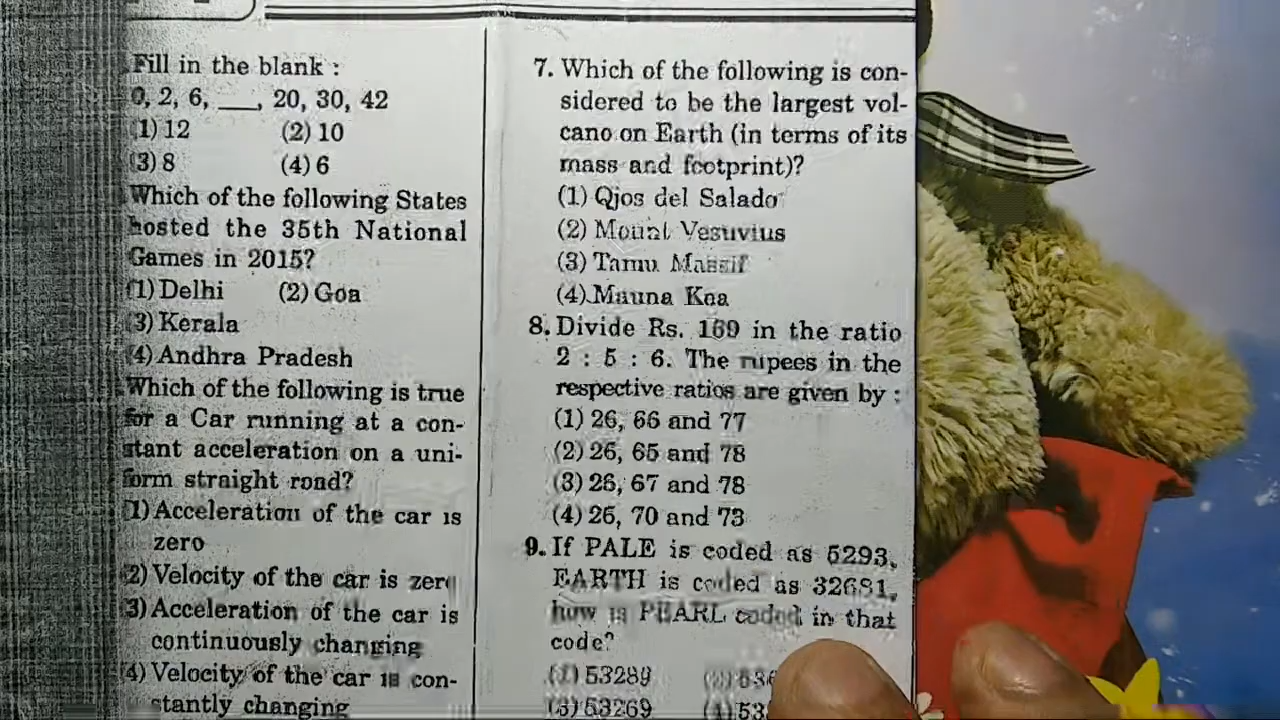 Fill in the blank :
0, 2, 6, ___, 20, 30, 42
(1) 12 (2) 10
(3) 8 (4) 6
Which of the following States
hosted the 35th National
Games in 2015?
(1) Delhi (2) Goa
(3) Kerala
(4) Andhra Pradesh
Which of the following is true
for a Car running at a con-
stant acceleration on a uni-
form straight road?
(1) Acceleration of the car is
zero
(2) Velocity of the car is zero
(3) Acceleration of the car is
continuously changing
(4) Velocity of the car is con-
stantly changing
7. Which of the following is con-
sidered to be the largest vol-
cano on Earth (in terms of its
mass and footprint)?
(1) Qjos del Salado
(2) Mount Vesuvius
(3) Tamu Massif
(4) Mauna Kea
8. Divide Rs. 169 in the ratio
2 : 5 : 6. The rupees in the
respective ratios are given by :
(1) 26, 66 and 77
(2) 26, 65 and 78
(3) 26, 67 and 78
(4) 26, 70 and 73
9. If PALE is coded as 5293,
EARTH is coded as 32681,
how is PEARL coded in that
code?
(1) 53289
(3) 53269